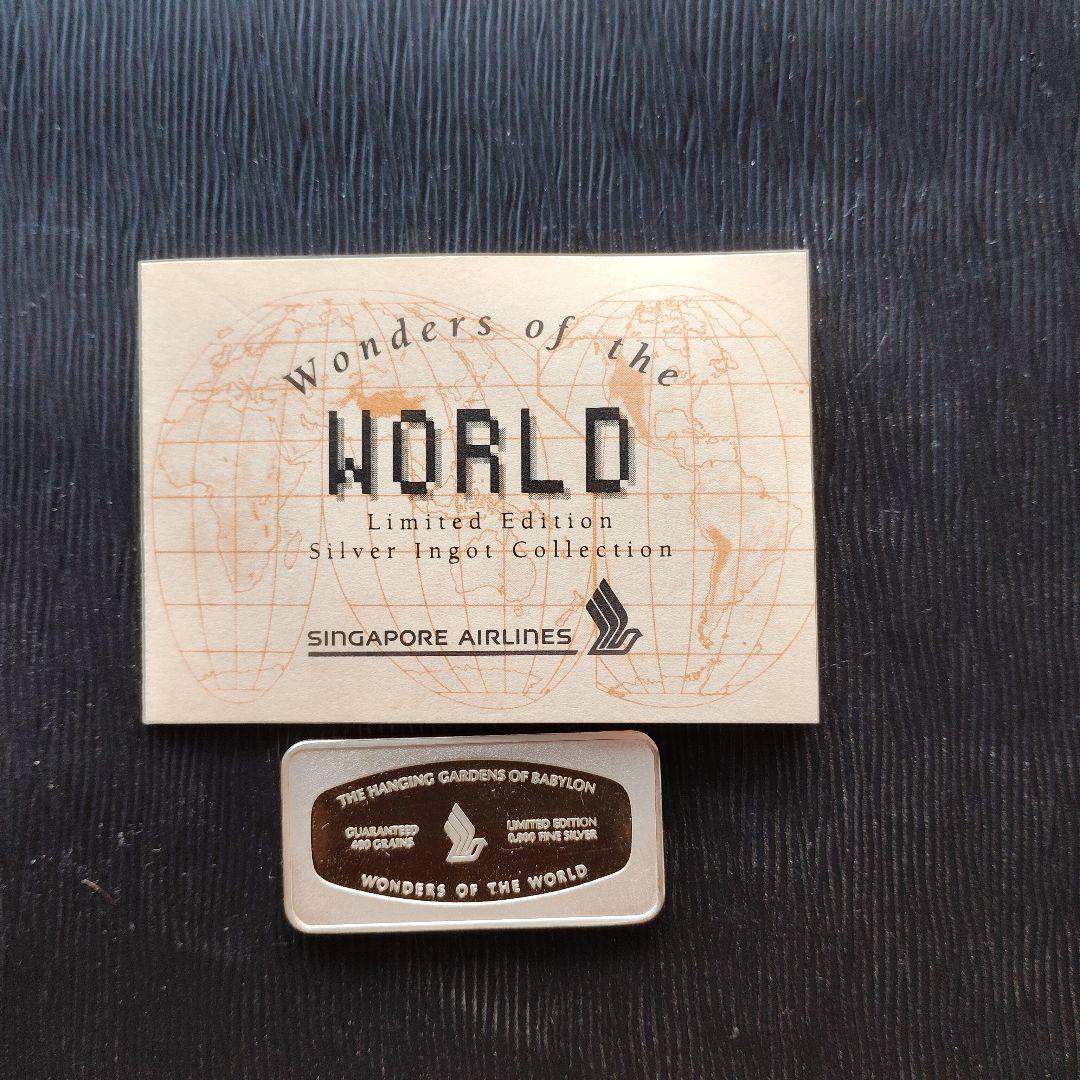 Wonders of the
WORLD
Limited Edition
Silver Ingot Collection
SINGAPORE AIRLINES
THE HANGING GARDENS OF BABYLON
GUARANTEED
400 GRAINS
LIMITED EDITION
0.800 FINE SILVER
WONDERS OF THE WORLD